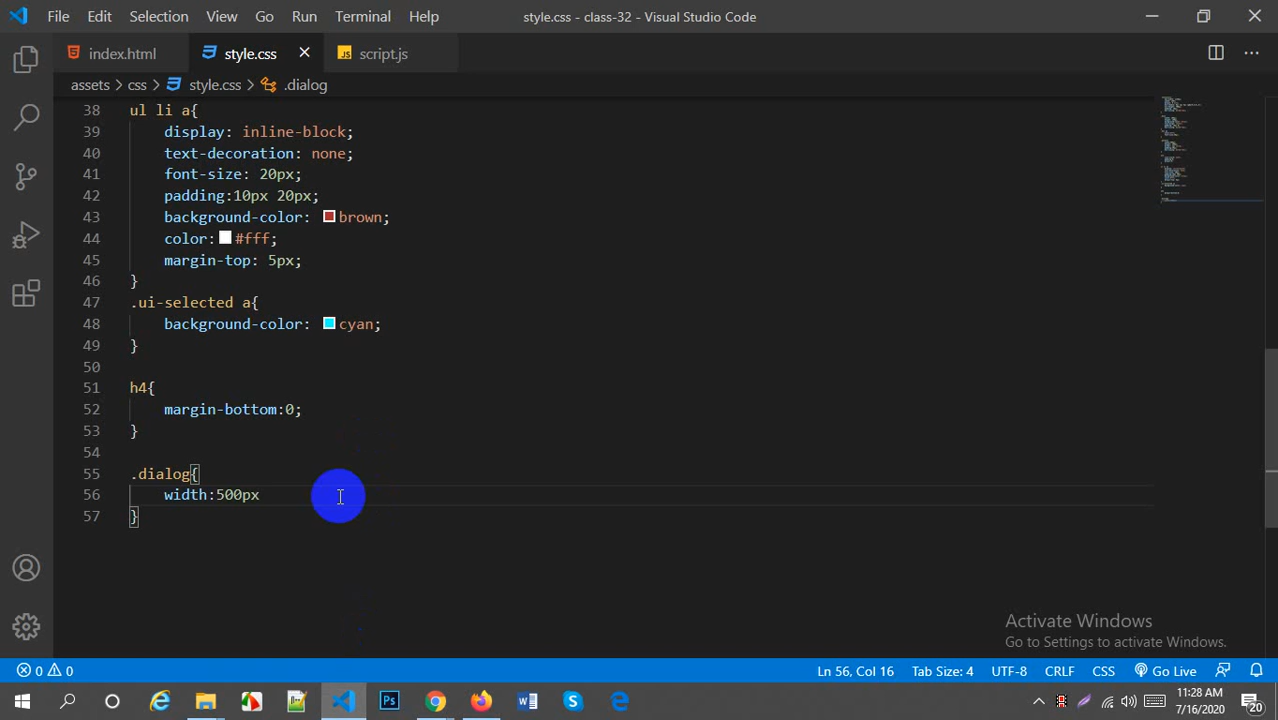 File Edit Selection View Go Run Terminal Help style.css - class-32 - Visual Studio Code
index.html style.css script.js
assets > css > style.css > .dialog
38 ul li a{
39 display: inline-block;
40 text-decoration: none;
41 font-size: 20px;
42 padding:10px 20px;
43 background-color: brown;
44 color: #fff;
45 margin-top: 5px;
46 }
47 .ui-selected a{
48 background-color: cyan;
49 }
50
51 h4{
52 margin-bottom:0;
53 }
54
55 .dialog{
56 width:500px
57 }
Activate Windows
Go to Settings to activate Windows.
0 0 Ln 56, Col 16 Tab Size: 4 UTF-8 CRLF CSS Go Live
Ps 11:28 AM
7/16/2020 20